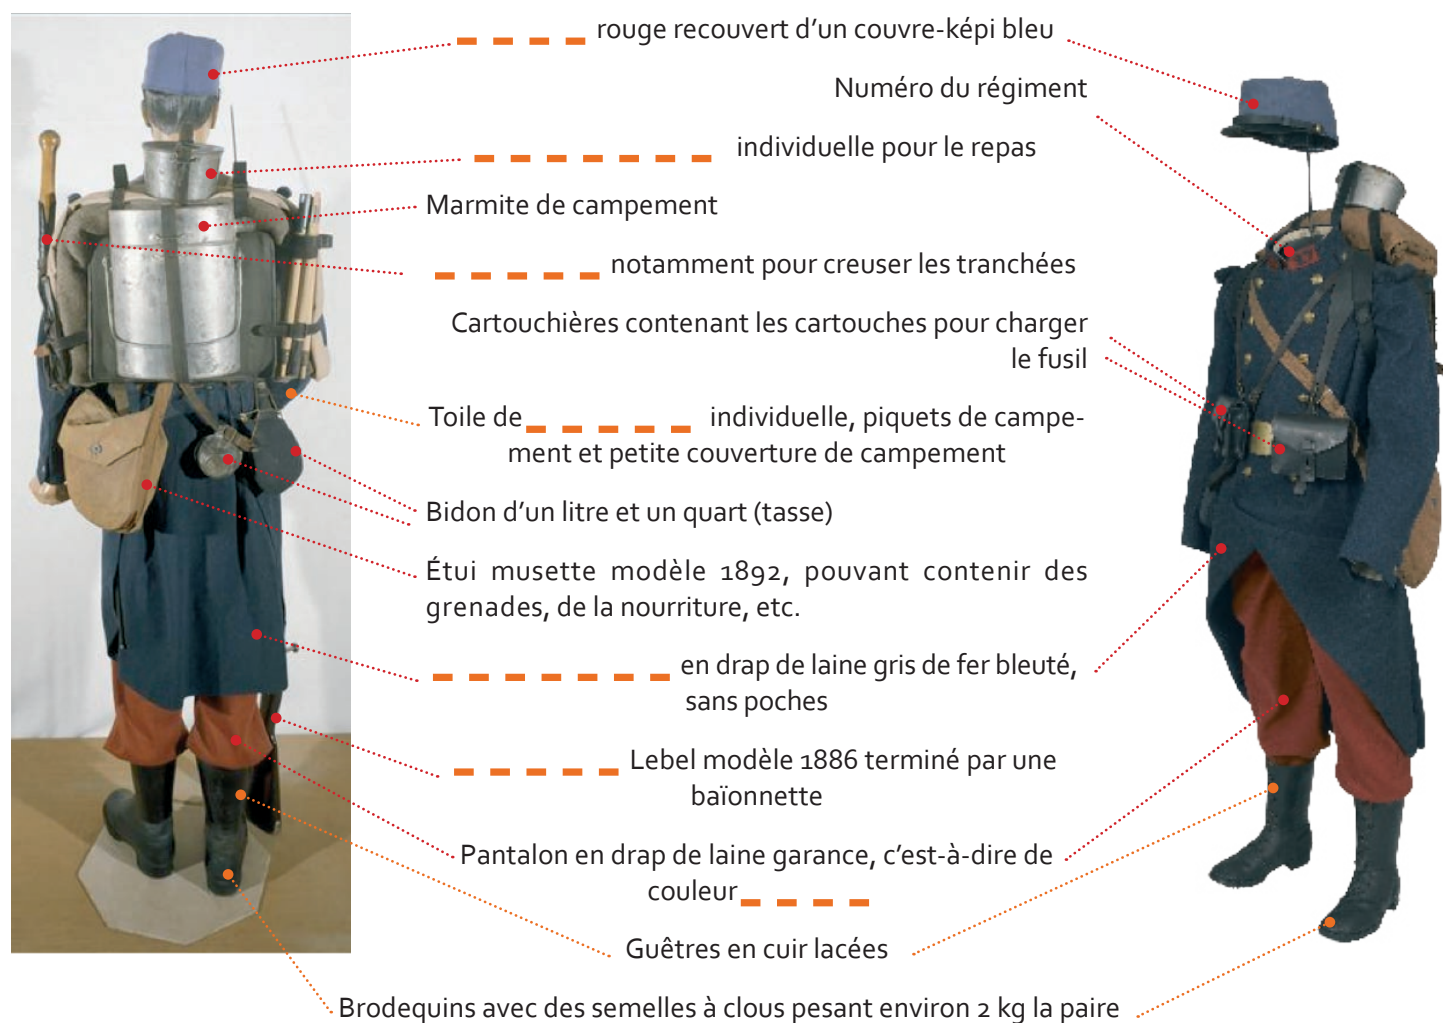 _ _ _ _ rouge recouvert d'un couvre-képi bleu
Numéro du régiment
_ _ _ _ _ _ _ _ individuelle pour le repas
Marmite de campement
_ _ _ _ _ _ notamment pour creuser les tranchées
Cartouchières contenant les cartouches pour charger
le fusil
Toile de _ _ _ _ _ _ individuelle, piquets de campe-
ment et petite couverture de campement
Bidon d'un litre et un quart (tasse)
Étui musette modèle 1892, pouvant contenir des
grenades, de la nourriture, etc.
_ _ _ _ _ _ _ _ en drap de laine gris de fer bleuté,
sans poches
_ _ _ _ _ _ Lebel modèle 1886 terminé par une
baïonnette
Pantalon en drap de laine garance, c'est-à-dire de
couleur _ _ _ _
Guêtres en cuir lacées
Brodequins avec des semelles à clous pesant environ 2 kg la paire